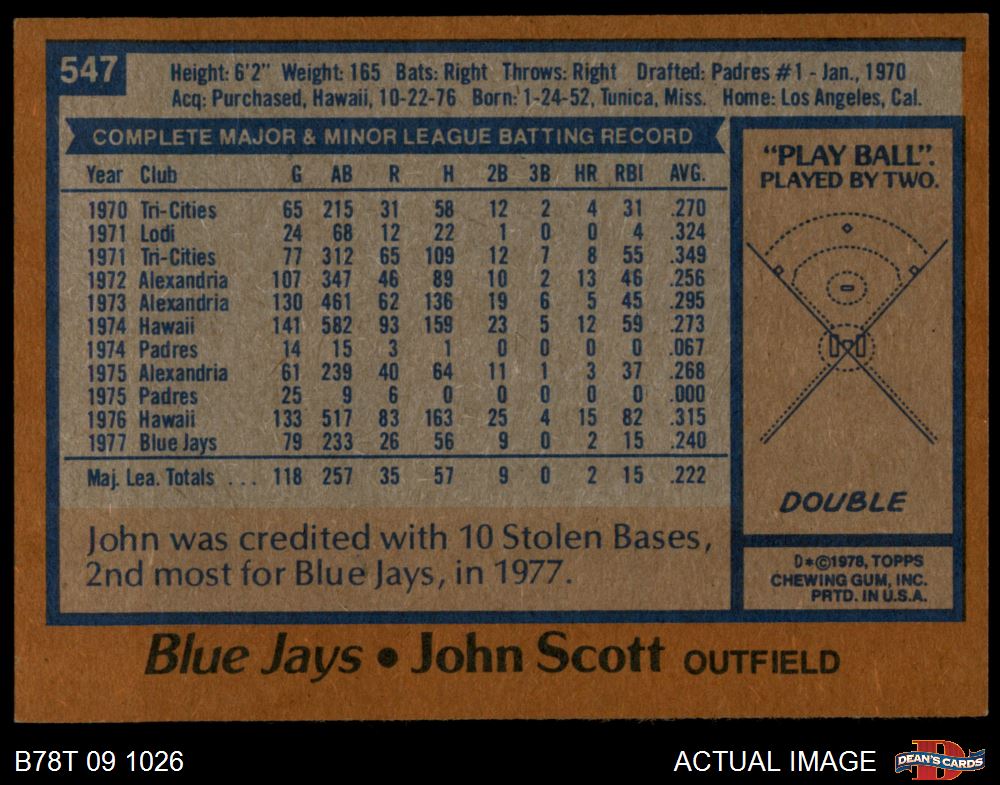 547
Height: 6'2" Weight: 165 Bats: Right Throws: Right Drafted: Padres #1 - Jan., 1970
Acq: Purchased, Hawaii, 10-22-76 Born: 1-24-52, Tunica, Miss. Home: Los Angeles, Cal.
COMPLETE MAJOR & MINOR LEAGUE BATTING RECORD
Year Club G AB R H 2B 3B HR RBI AVG.
1970 Tri-Cities 65 215 31 58 12 2 4 31 .270
1971 Lodi 24 68 12 22 1 0 0 4 .324
1971 Tri-Cities 77 312 65 109 12 7 8 55 .349
1972 Alexandria 107 347 46 89 10 2 13 46 .256
1973 Alexandria 130 461 62 136 19 6 5 45 .295
1974 Hawaii 141 582 93 159 23 5 12 59 .273
1974 Padres 14 15 3 1 0 0 0 0 .067
1975 Alexandria 61 239 40 64 11 1 3 37 .268
1975 Padres 25 9 6 0 0 0 0 0 .000
1976 Hawaii 133 517 83 163 25 4 15 82 .315
1977 Blue Jays 79 233 26 56 9 0 2 15 .240
Maj. Lea. Totals ... 118 257 35 57 9 0 2 15 .222
John was credited with 10 Stolen Bases,
2nd most for Blue Jays, in 1977.
"PLAY BALL".
PLAYED BY TWO.
DOUBLE
D*©1978, TOPPS
CHEWING GUM, INC.
PRTD. IN U.S.A.
Blue Jays • John Scott OUTFIELD
B78T 09 1026
ACTUAL IMAGE
D
DEAN'S CARDS